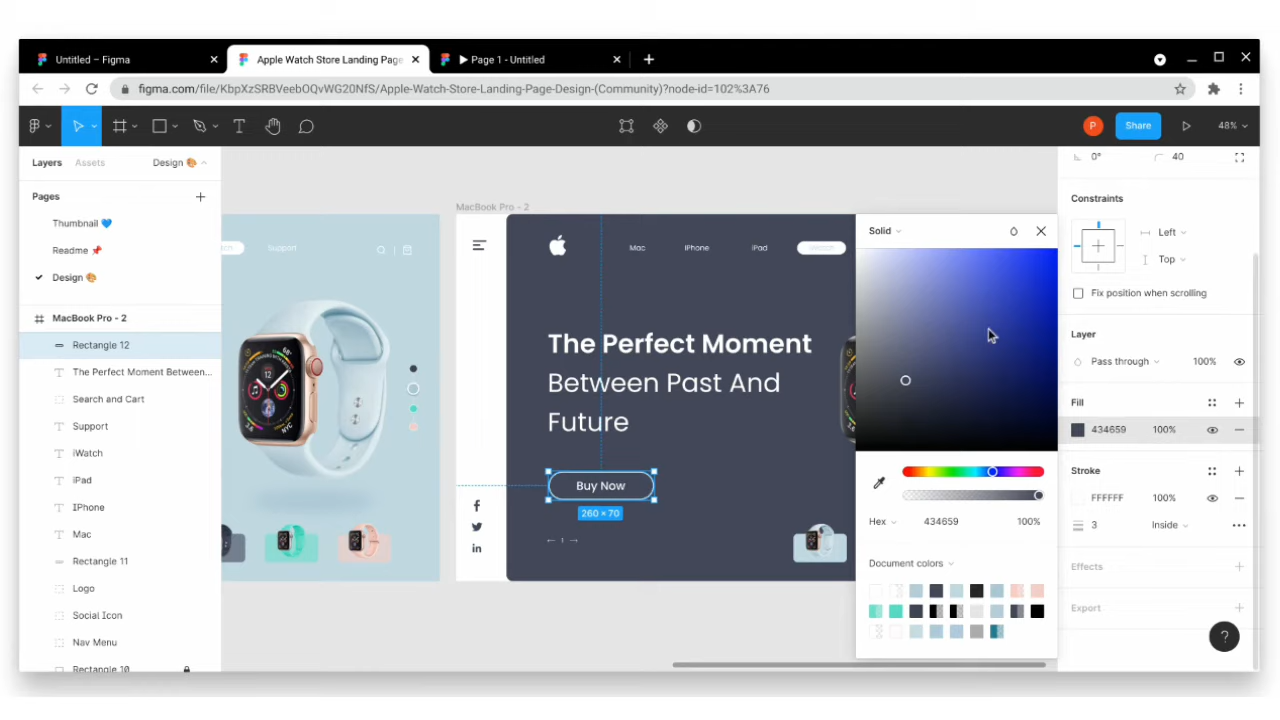 Untitled – Figma
Apple Watch Store Landing Page
Page 1 - Untitled
figma.com/file/KbpXzSRBVeebOQvWG20NfS/Apple-Watch-Store-Landing-Page-Design-(Community)?node-id=102%3A76
P
Share
48%
Layers
Assets
Design 🎨
Pages
Thumbnail 💙
Readme 📌
Design 🎨
MacBook Pro - 2
Rectangle 12
The Perfect Moment Between...
Search and Cart
Support
iWatch
iPad
IPhone
Mac
Rectangle 11
Logo
Social Icon
Nav Menu
Rectangle 10
Support
MacBook Pro - 2
Mac
IPhone
iPad
The Perfect Moment
Between Past And
Future
Buy Now
260 × 70
← 1 →
Solid
Hex
434659
100%
Document colors
0°
40
Constraints
Left
Top
Fix position when scrolling
Layer
Pass through
100%
Fill
434659
100%
Stroke
FFFFFF
100%
3
Inside
Effects
Export
?